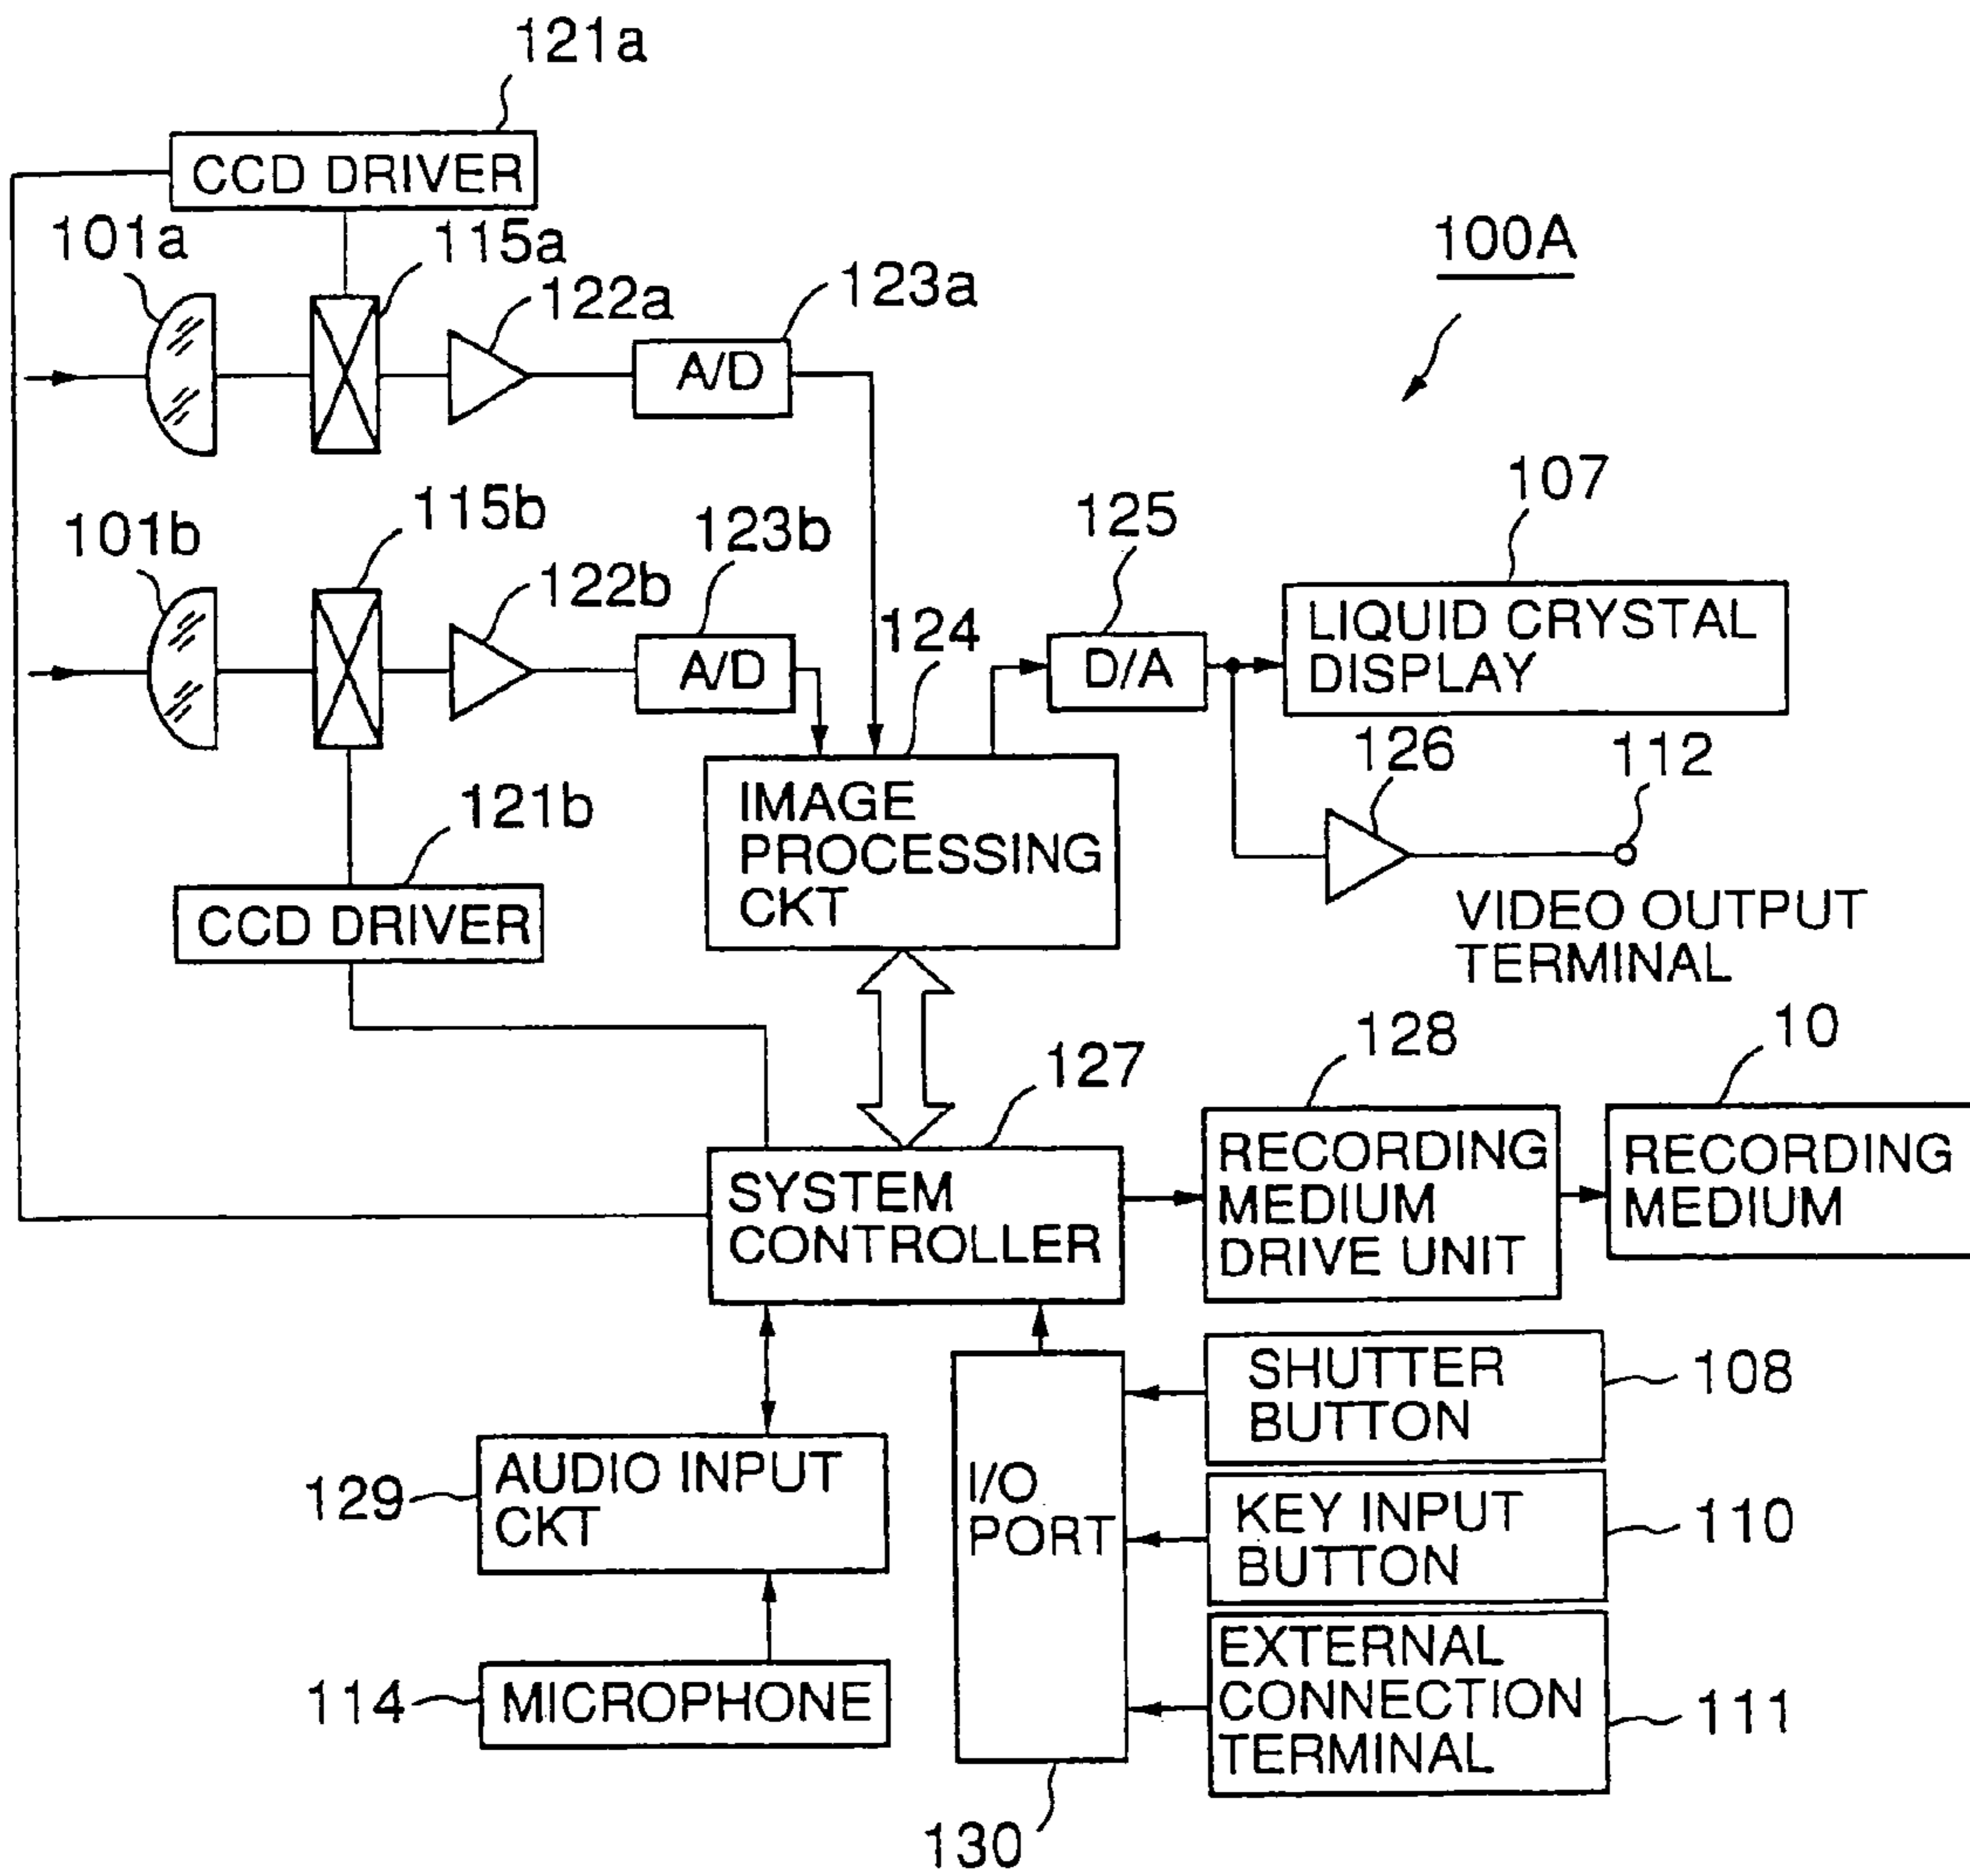 121a
CCD DRIVER
101a
115a
122a
123a
100A
A/D
101b
115b
122b
123b
124
125
107
A/D
D/A
LIQUID CRYSTAL
DISPLAY
126
112
121b
CCD DRIVER
IMAGE
PROCESSING
CKT
VIDEO OUTPUT
TERMINAL
127
128
10
SYSTEM
CONTROLLER
RECORDING
MEDIUM
DRIVE UNIT
RECORDING
MEDIUM
SHUTTER
BUTTON
108
129
AUDIO INPUT
CKT
I/O
PORT
KEY INPUT
BUTTON
110
114
MICROPHONE
EXTERNAL
CONNECTION
TERMINAL
111
130